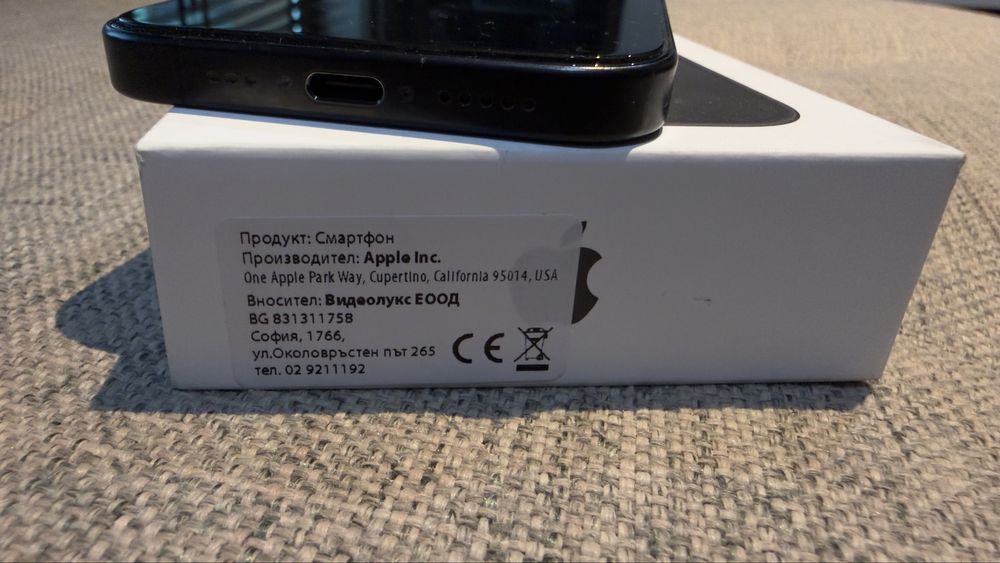 Продукт: Смартфон
Производител: Apple Inc.
One Apple Park Way, Cupertino, California 95014, USA
Вносител: Видеолукс ЕООД
BG 831311758
София, 1766,
ул.Околовръстен път 265
тел. 02 9211192
CE